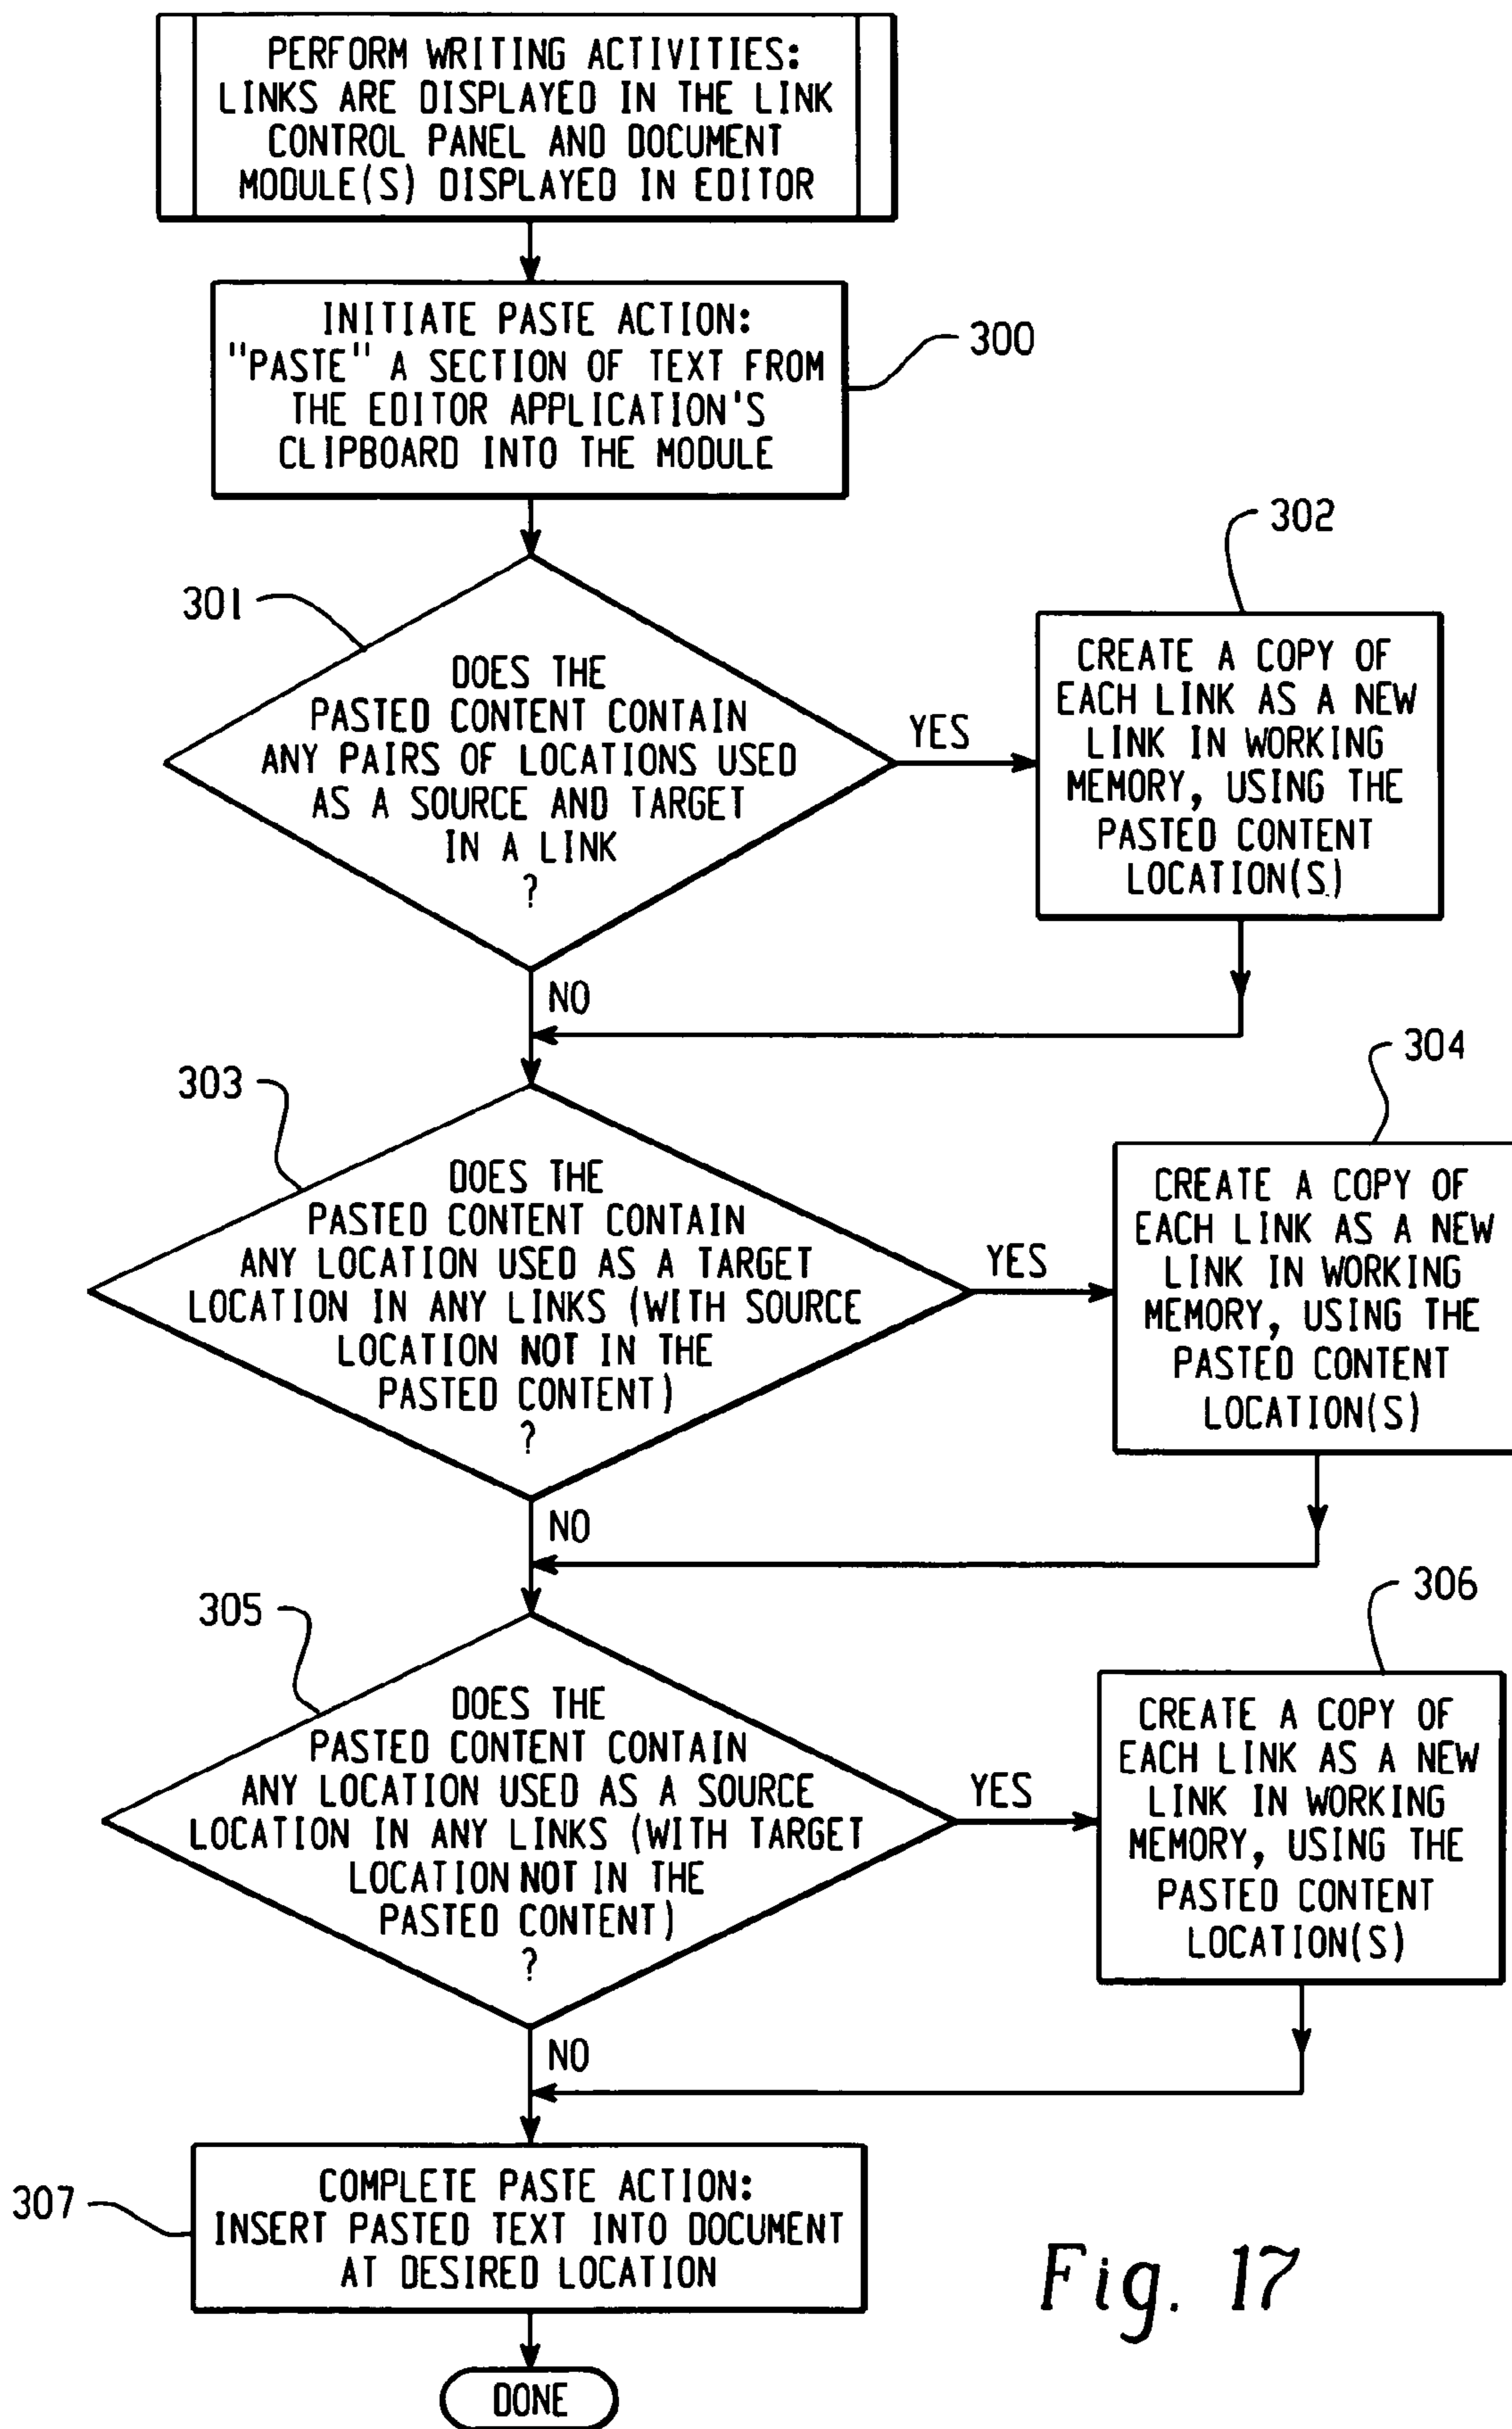 PERFORM WRITING ACTIVITIES:
LINKS ARE DISPLAYED IN THE LINK
CONTROL PANEL AND DOCUMENT
MODULE(S) DISPLAYED IN EDITOR
INITIATE PASTE ACTION:
"PASTE" A SECTION OF TEXT FROM
THE EDITOR APPLICATION'S
CLIPBOARD INTO THE MODULE
300
301
DOES THE
PASTED CONTENT CONTAIN
ANY PAIRS OF LOCATIONS USED
AS A SOURCE AND TARGET
IN A LINK
?
YES
NO
302
CREATE A COPY OF
EACH LINK AS A NEW
LINK IN WORKING
MEMORY, USING THE
PASTED CONTENT
LOCATION(S)
303
DOES THE
PASTED CONTENT CONTAIN
ANY LOCATION USED AS A TARGET
LOCATION IN ANY LINKS (WITH SOURCE
LOCATION NOT IN THE
PASTED CONTENT)
?
YES
NO
304
CREATE A COPY OF
EACH LINK AS A NEW
LINK IN WORKING
MEMORY, USING THE
PASTED CONTENT
LOCATION(S)
305
DOES THE
PASTED CONTENT CONTAIN
ANY LOCATION USED AS A SOURCE
LOCATION IN ANY LINKS (WITH TARGET
LOCATION NOT IN THE
PASTED CONTENT)
?
YES
NO
306
CREATE A COPY OF
EACH LINK AS A NEW
LINK IN WORKING
MEMORY, USING THE
PASTED CONTENT
LOCATION(S)
307
COMPLETE PASTE ACTION:
INSERT PASTED TEXT INTO DOCUMENT
AT DESIRED LOCATION
DONE
Fig. 17